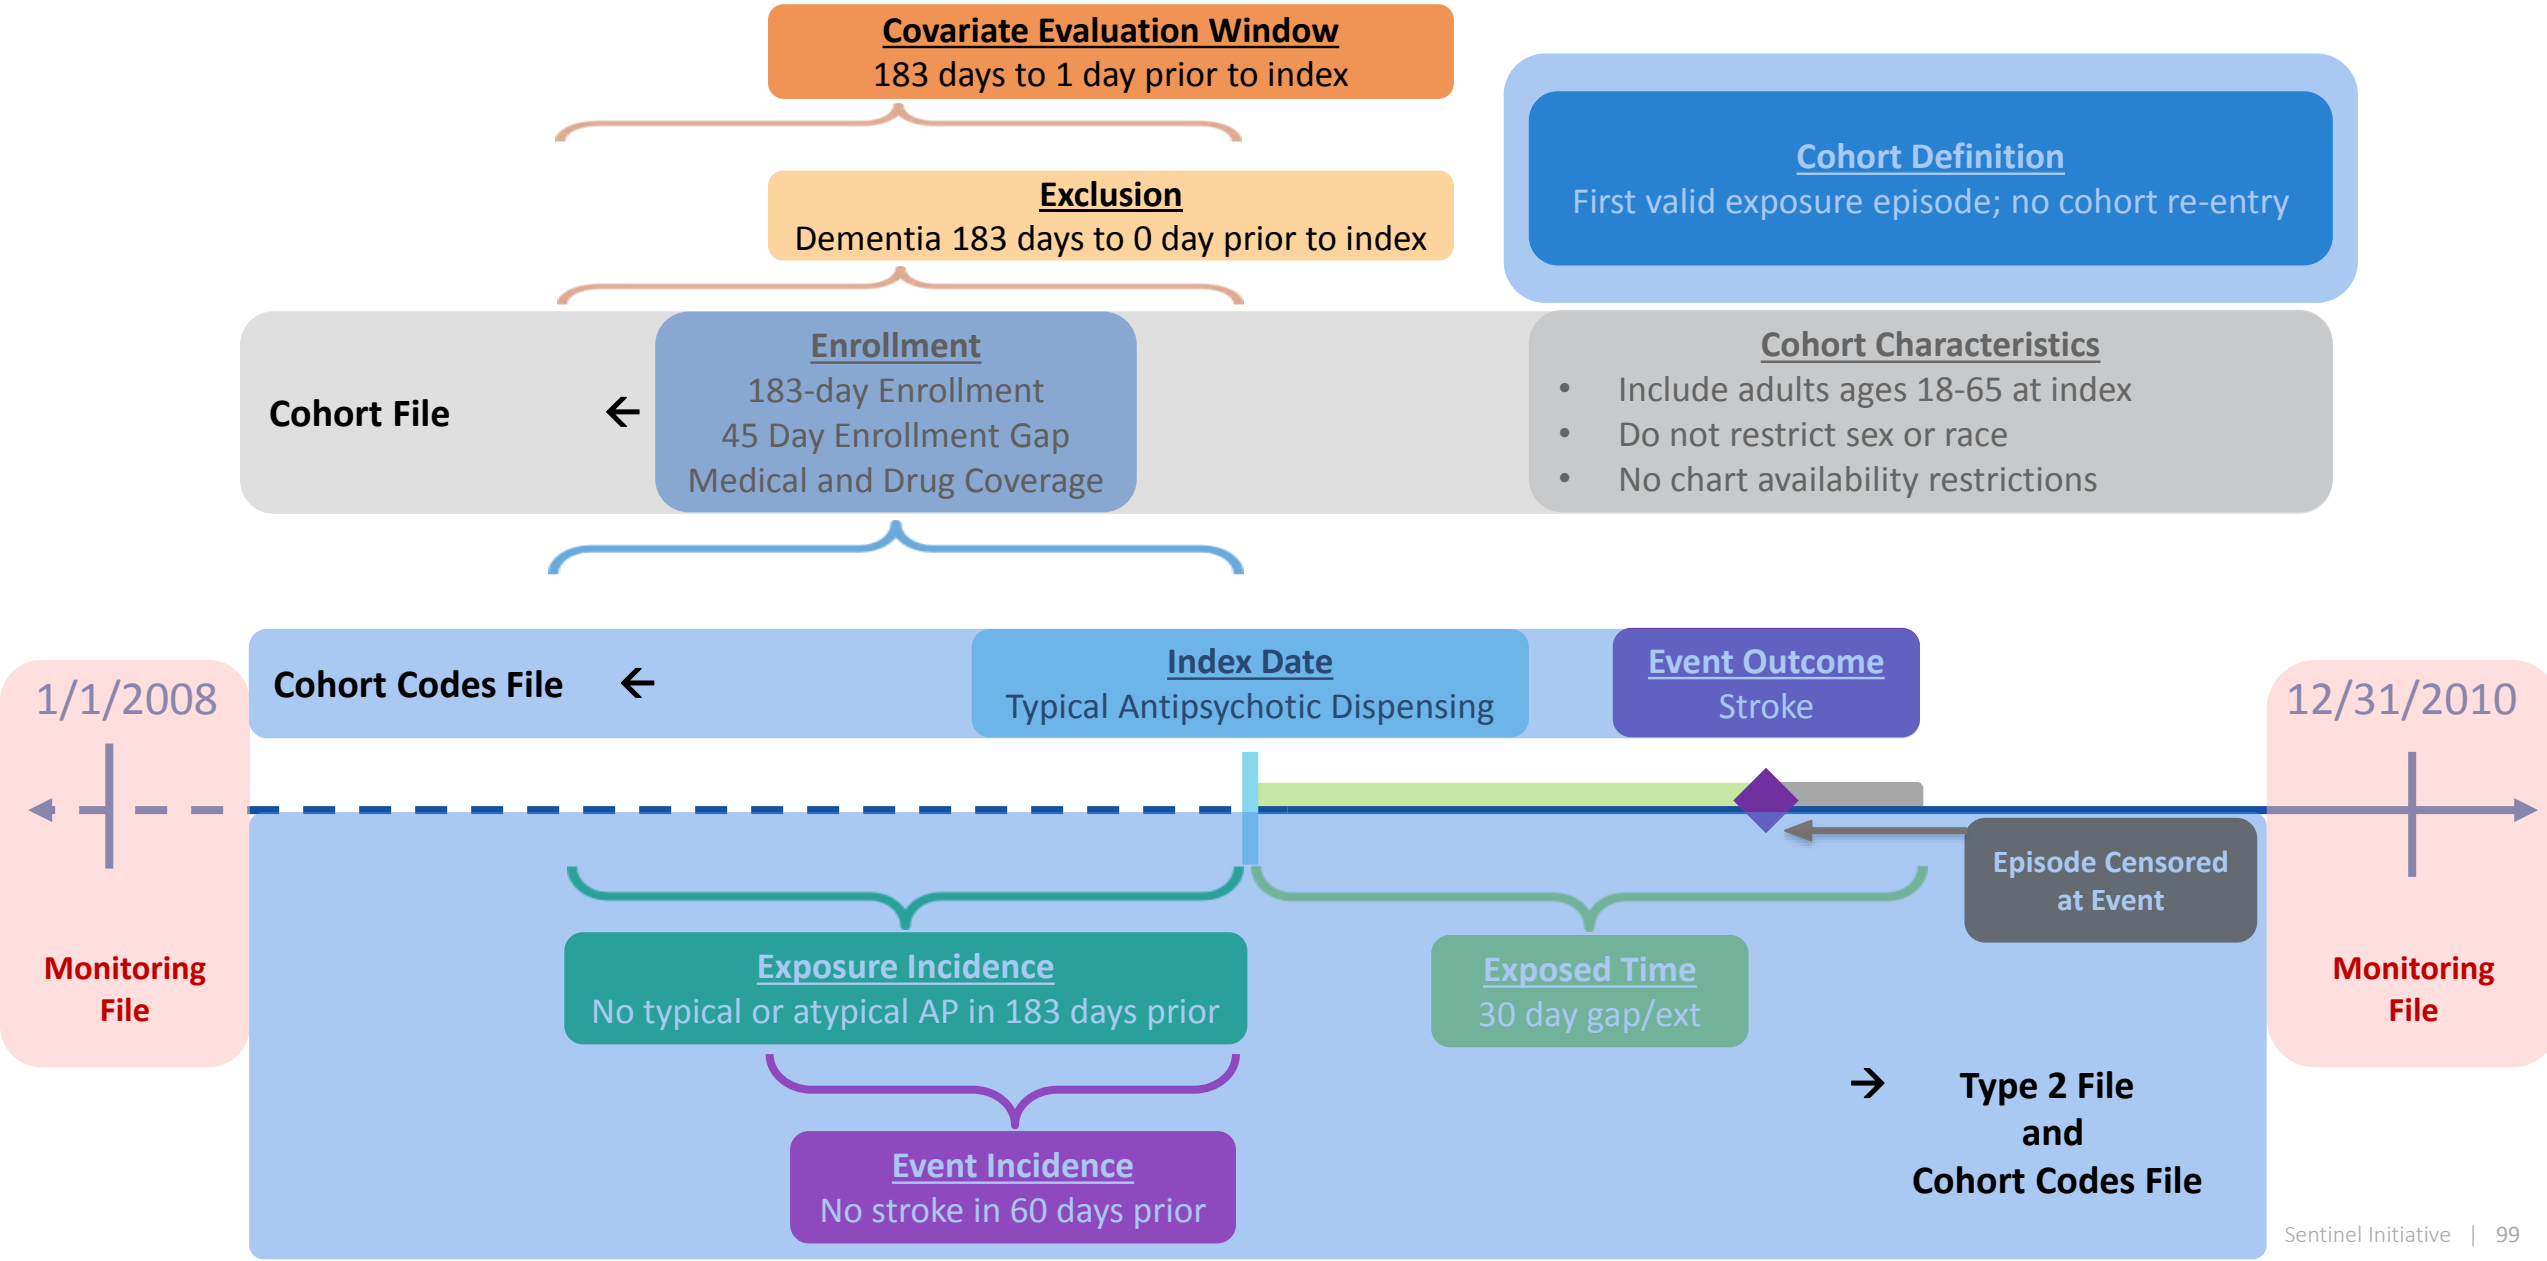 Covariate Evaluation Window
183 days to 1 day prior to index
Cohort Definition
First valid exposure episode; no cohort re-entry
Exclusion
Dementia 183 days to 0 day prior to index
Cohort File ←
Enrollment
183-day Enrollment
45 Day Enrollment Gap
Medical and Drug Coverage
Cohort Characteristics
• Include adults ages 18-65 at index
• Do not restrict sex or race
• No chart availability restrictions
1/1/2008
Cohort Codes File ←
Index Date
Typical Antipsychotic Dispensing
Event Outcome
Stroke
12/31/2010
Episode Censored
at Event
Monitoring
File
Exposure Incidence
No typical or atypical AP in 183 days prior
Exposed Time
30 day gap/ext
Monitoring
File
Event Incidence
No stroke in 60 days prior
→ Type 2 File
and
Cohort Codes File
Sentinel Initiative | 99